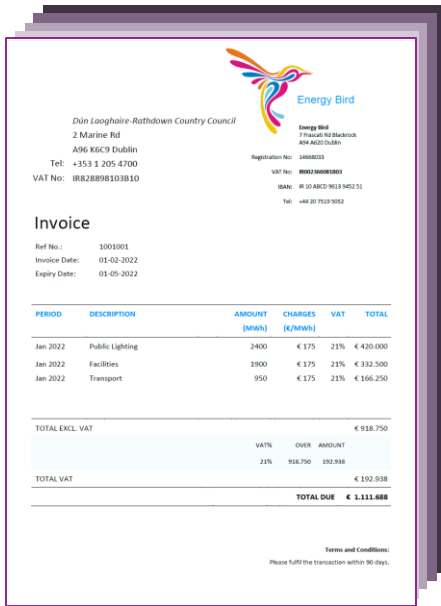 Energy Bird
Dún Laoghaire-Rathdown Country Council
2 Marine Rd
A96 K6C9 Dublin
Tel: +353 1 205 4700
VAT No: IR828898103810
Energy Bird
7 Frascati Rd Blackrock
A94 A620 Dublin
Registration No: 14668033
VAT No: IR002366081803
IBAN: IR 10 ABCD 9613 9452 51
Tel: +44 20 7513 5052
Invoice
Ref No.: 1001001
Invoice Date: 01-02-2022
Expiry Date: 01-05-2022
PERIOD DESCRIPTION AMOUNT CHARGES VAT TOTAL
(MWh) (€/MWh)
Jan 2022 Public Lighting 2400 € 175 21% € 420.000
Jan 2022 Facilities 1900 € 175 21% € 332.500
Jan 2022 Transport 950 € 175 21% € 166.250
TOTAL EXCL. VAT € 918.750
VAT% OVER AMOUNT
21% 918.750 192.938
TOTAL VAT € 192.938
TOTAL DUE € 1.111.688
Terms and Conditions:
Please fulfil the transaction within 90 days.